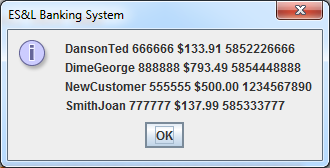 ES&L Banking System
DansonTed 666666 $133.91 5852226666
DimeGeorge 888888 $793.49 5854448888
NewCustomer 555555 $500.00 1234567890
SmithJoan 777777 $137.99 585333777
OK